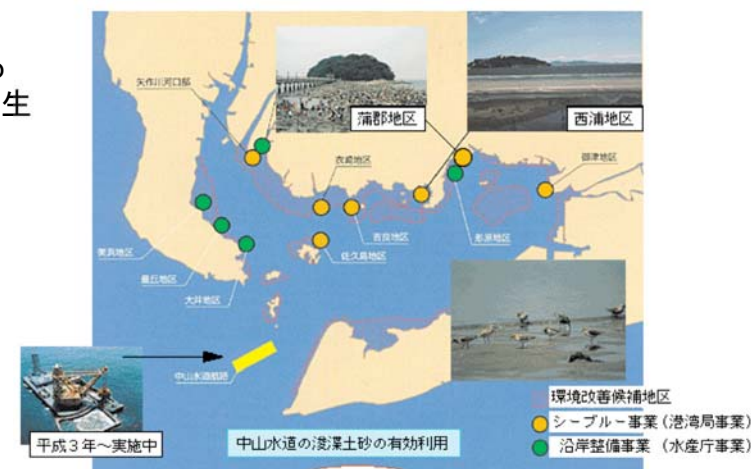 生
矢作川河口部
蒲郡地区
西浦地区
衣崎地区
御津地区
吉良地区
形原地区
佐久島地区
美浜地区
豊丘地区
大井地区
中山水道航路
平成３年～実施中
中山水道の浚渫土砂の有効利用
環境改善候補地区
シーブルー事業（港湾局事業）
沿岸整備事業 （水産庁事業）